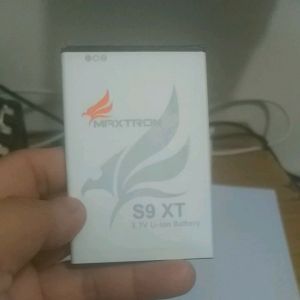 MAXTRON
S9 XT
3.7V Li-ion Battery